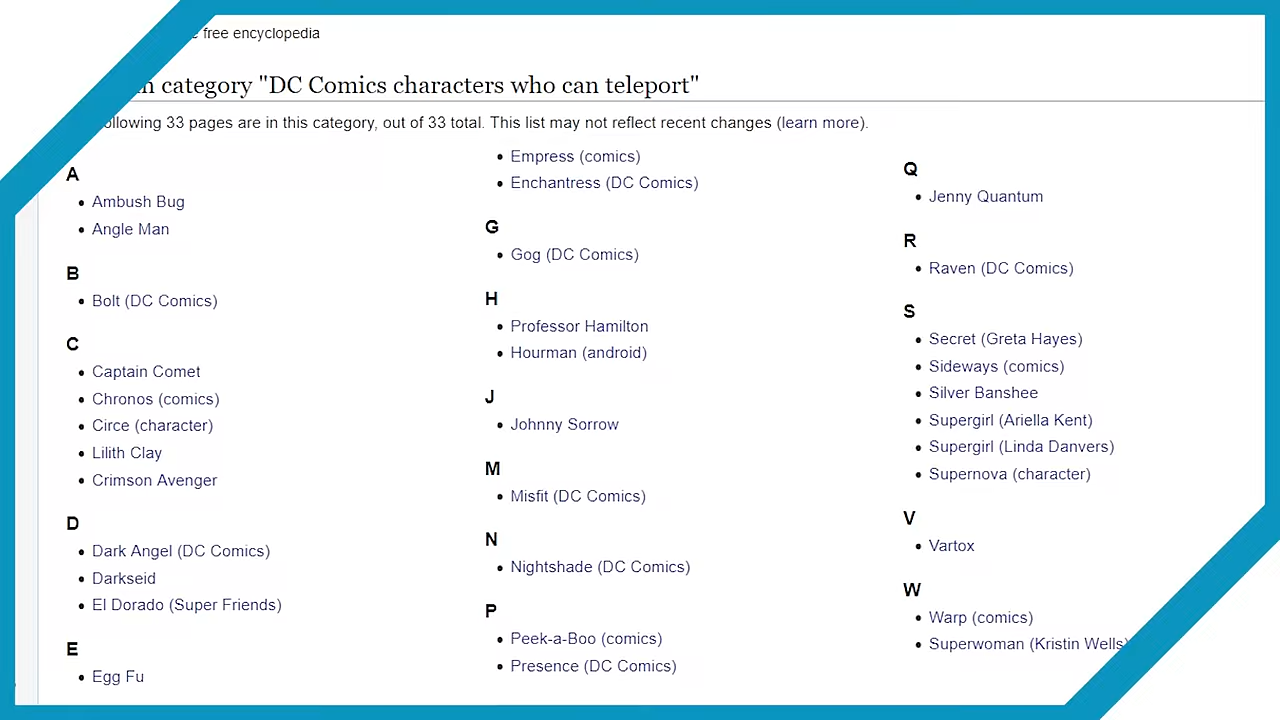 free encyclopedia
category "DC Comics characters who can teleport"
following 33 pages are in this category, out of 33 total. This list may not reflect recent changes (learn more).
A
Ambush Bug
Angle Man
B
Bolt (DC Comics)
C
Captain Comet
Chronos (comics)
Circe (character)
Lilith Clay
Crimson Avenger
D
Dark Angel (DC Comics)
Darkseid
El Dorado (Super Friends)
E
Egg Fu
Empress (comics)
Enchantress (DC Comics)
G
Gog (DC Comics)
H
Professor Hamilton
Hourman (android)
J
Johnny Sorrow
M
Misfit (DC Comics)
N
Nightshade (DC Comics)
P
Peek-a-Boo (comics)
Presence (DC Comics)
Q
Jenny Quantum
R
Raven (DC Comics)
S
Secret (Greta Hayes)
Sideways (comics)
Silver Banshee
Supergirl (Ariella Kent)
Supergirl (Linda Danvers)
Supernova (character)
V
Vartox
W
Warp (comics)
Superwoman (Kristin Wells)